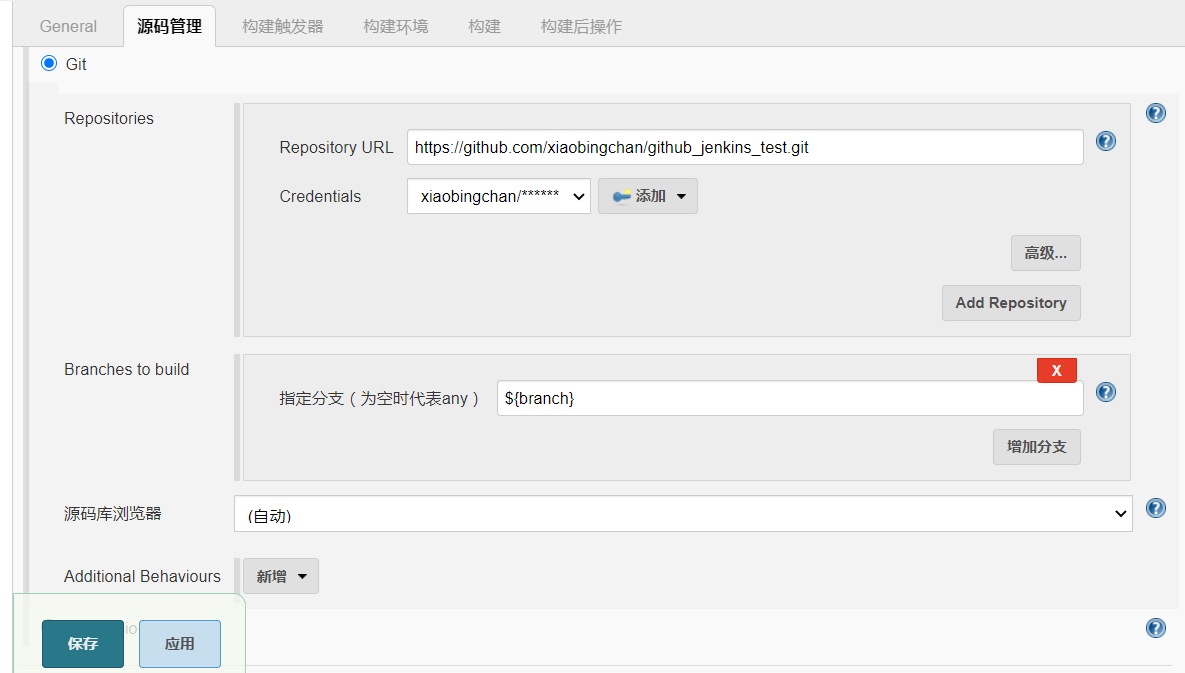 General 源码管理 构建触发器 构建环境 构建 构建后操作
Git
Repositories
Repository URL https://github.com/xiaobingchan/github_jenkins_test.git
Credentials xiaobingchan/****** 添加
高级...
Add Repository
Branches to build
X
指定分支（为空时代表any） ${branch}
增加分支
源码库浏览器 (自动)
Additional Behaviours 新增
保存 应用